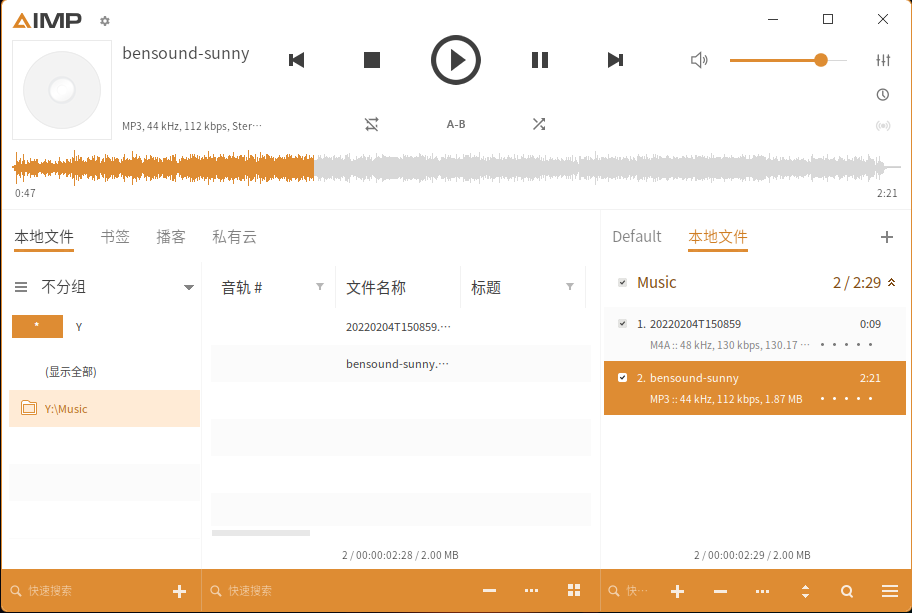 AIMP
bensound-sunny
MP3, 44 kHz, 112 kbps, Ster···
A-B
0:47
2:21
本地文件
书签
播客
私有云
Default
本地文件
不分组
音轨 #
文件名称
标题
Music
2 / 2:29
*
Y
20220204T150859.···
1. 20220204T150859
0:09
M4A :: 48 kHz, 130 kbps, 130.17 ···
(显示全部)
bensound-sunny.···
2. bensound-sunny
2:21
MP3 :: 44 kHz, 112 kbps, 1.87 MB
Y:\Music
2 / 00:00:02:28 / 2.00 MB
2 / 00:00:02:29 / 2.00 MB
快速搜索
快速搜索
快···